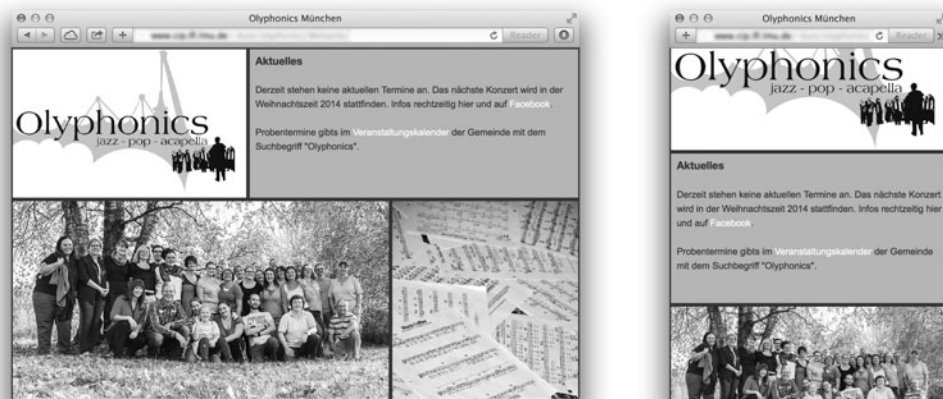 Olyphonics München
Reader
Olyphonics
jazz - pop - acapella
Aktuelles
Derzeit stehen keine aktuellen Termine an. Das nächste Konzert wird in der
Weihnachtszeit 2014 stattfinden. Infos rechtzeitig hier und auf Facebook.
Probentermine gibts im Veranstaltungskalender der Gemeinde mit dem
Suchbegriff "Olyphonics".
Olyphonics München
Reader
Olyphonics
jazz - pop - acapella
Aktuelles
Derzeit stehen keine aktuellen Termine an. Das nächste Konzert
wird in der Weihnachtszeit 2014 stattfinden. Infos rechtzeitig hier
und auf Facebook.
Probentermine gibts im Veranstaltungskalender der Gemeinde
mit dem Suchbegriff "Olyphonics".